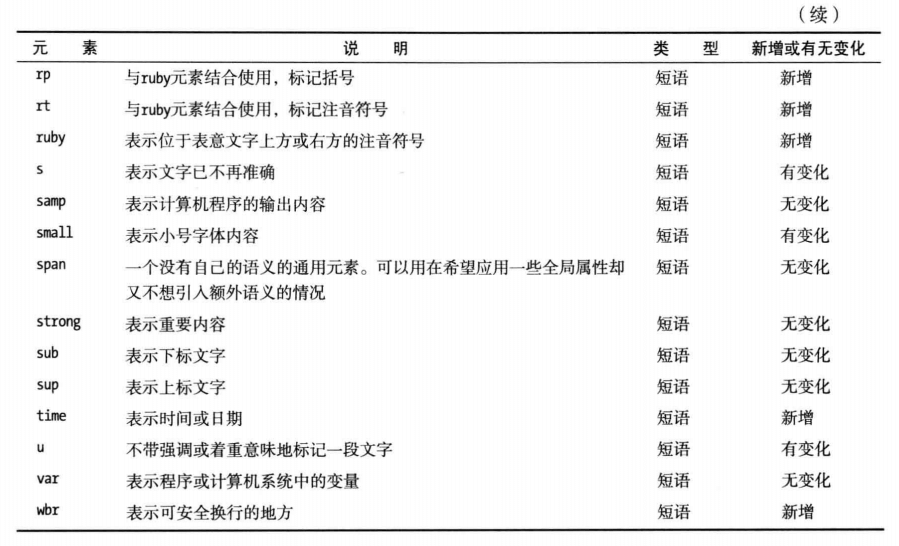 （续）
元 素 说 明 类 型 新增或有无变化
rp 与ruby元素结合使用，标记括号 短语 新增
rt 与ruby元素结合使用，标记注音符号 短语 新增
ruby 表示位于表意文字上方或右方的注音符号 短语 新增
s 表示文字已不再准确 短语 有变化
samp 表示计算机程序的输出内容 短语 无变化
small 表示小号字体内容 短语 有变化
span 一个没有自己的语义的通用元素。可以用在希望应用一些全局属性却 短语 无变化
又不想引入额外语义的情况
strong 表示重要内容 短语 无变化
sub 表示下标文字 短语 无变化
sup 表示上标文字 短语 无变化
time 表示时间或日期 短语 新增
u 不带强调或着重意味地标记一段文字 短语 有变化
var 表示程序或计算机系统中的变量 短语 无变化
wbr 表示可安全换行的地方 短语 新增